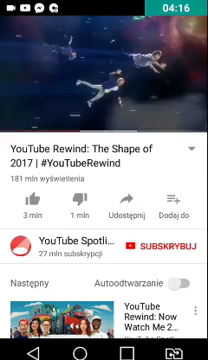 04:16
YouTube Rewind: The Shape of
2017 | #YouTubeRewind
181 mln wyświetlenia
3 mln
1 mln
Udostępnij
Dodaj do
YouTube Spotli...
27 mln subskrypcji
SUBSKRYBUJ
Następny
Autoodtwarzanie
YouTube
Rewind: Now
Watch Me 2...